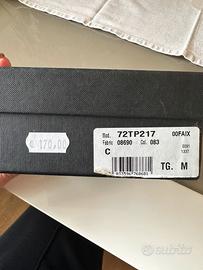 € 170,00
Mod. 72TP217 00FAIX
Fabric 08690 Col. 083
C
TG. M
subito